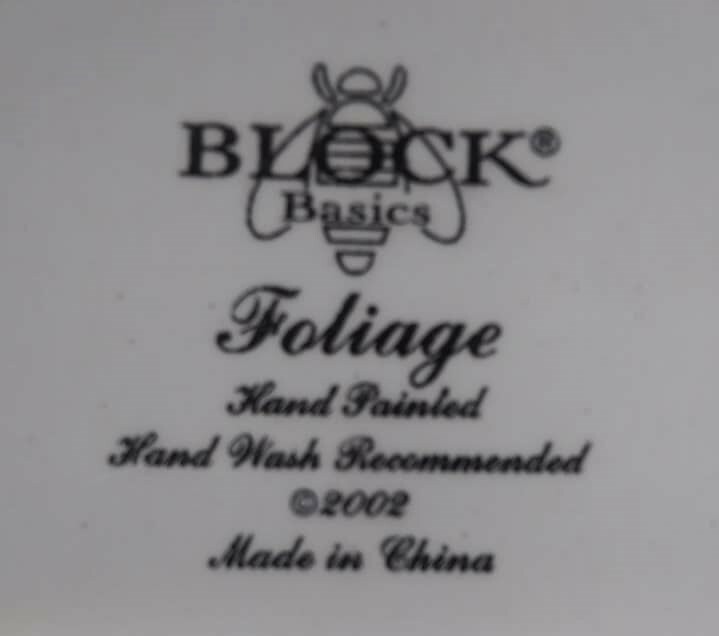 BLOCK®
Basics
Foliage
Hand Painted
Hand Wash Recommended
©2002
Made in China